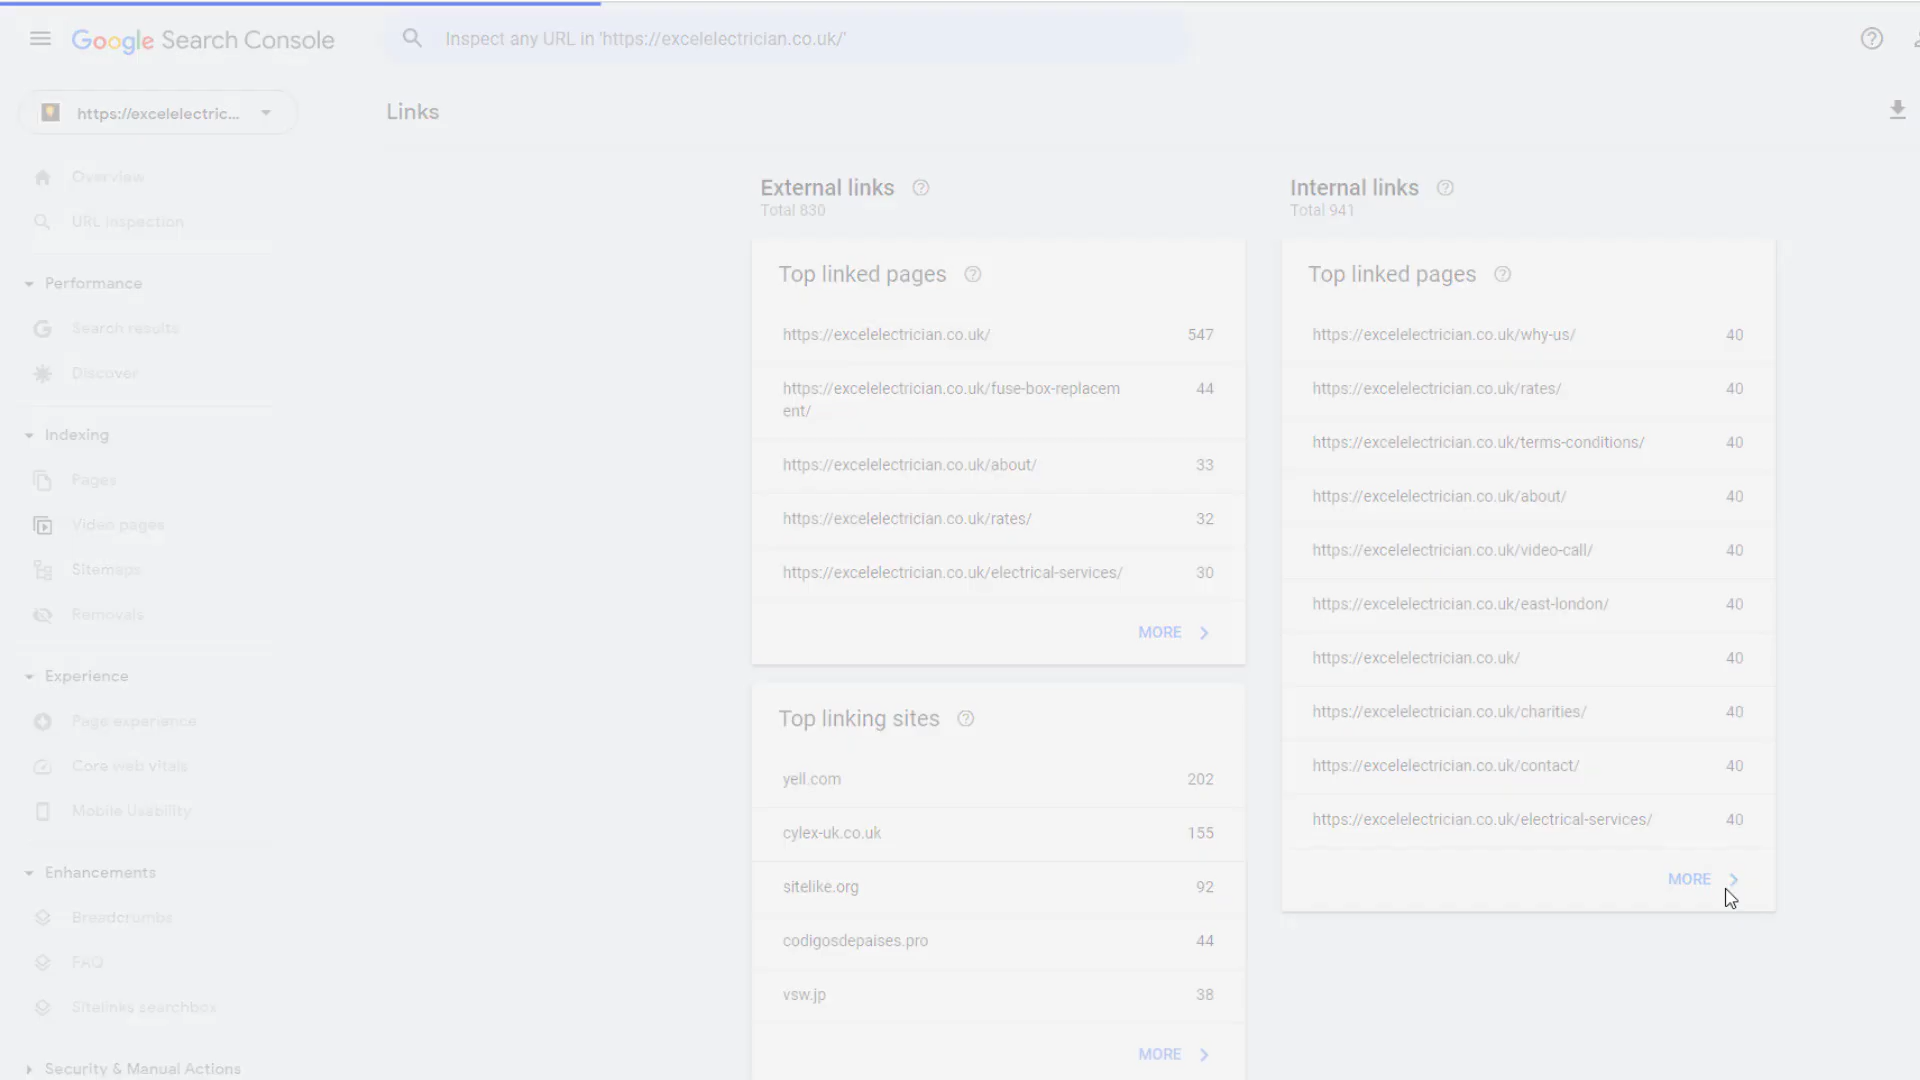 Google Search Console
Inspect any URL in 'https://excelelectrician.co.uk/'
https://excelelectric...
Links
Overview
URL inspection
Performance
Search results
Discover
Indexing
Pages
Video pages
Sitemaps
Removals
Experience
Page experience
Core web vitals
Mobile Usability
Enhancements
Breadcrumbs
FAQ
Sitelinks searchbox
Security & Manual Actions
External links
Total 830
Top linked pages
https://excelelectrician.co.uk/ 547
https://excelelectrician.co.uk/fuse-box-replacem 44
ent/
https://excelelectrician.co.uk/about/ 33
https://excelelectrician.co.uk/rates/ 32
https://excelelectrician.co.uk/electrical-services/ 30
MORE
Top linking sites
yell.com 202
cylex-uk.co.uk 155
sitelike.org 92
codigosdepaises.pro 44
vsw.jp 38
MORE
Internal links
Total 941
Top linked pages
https://excelelectrician.co.uk/why-us/ 40
https://excelelectrician.co.uk/rates/ 40
https://excelelectrician.co.uk/terms-conditions/ 40
https://excelelectrician.co.uk/about/ 40
https://excelelectrician.co.uk/video-call/ 40
https://excelelectrician.co.uk/east-london/ 40
https://excelelectrician.co.uk/ 40
https://excelelectrician.co.uk/charities/ 40
https://excelelectrician.co.uk/contact/ 40
https://excelelectrician.co.uk/electrical-services/ 40
MORE